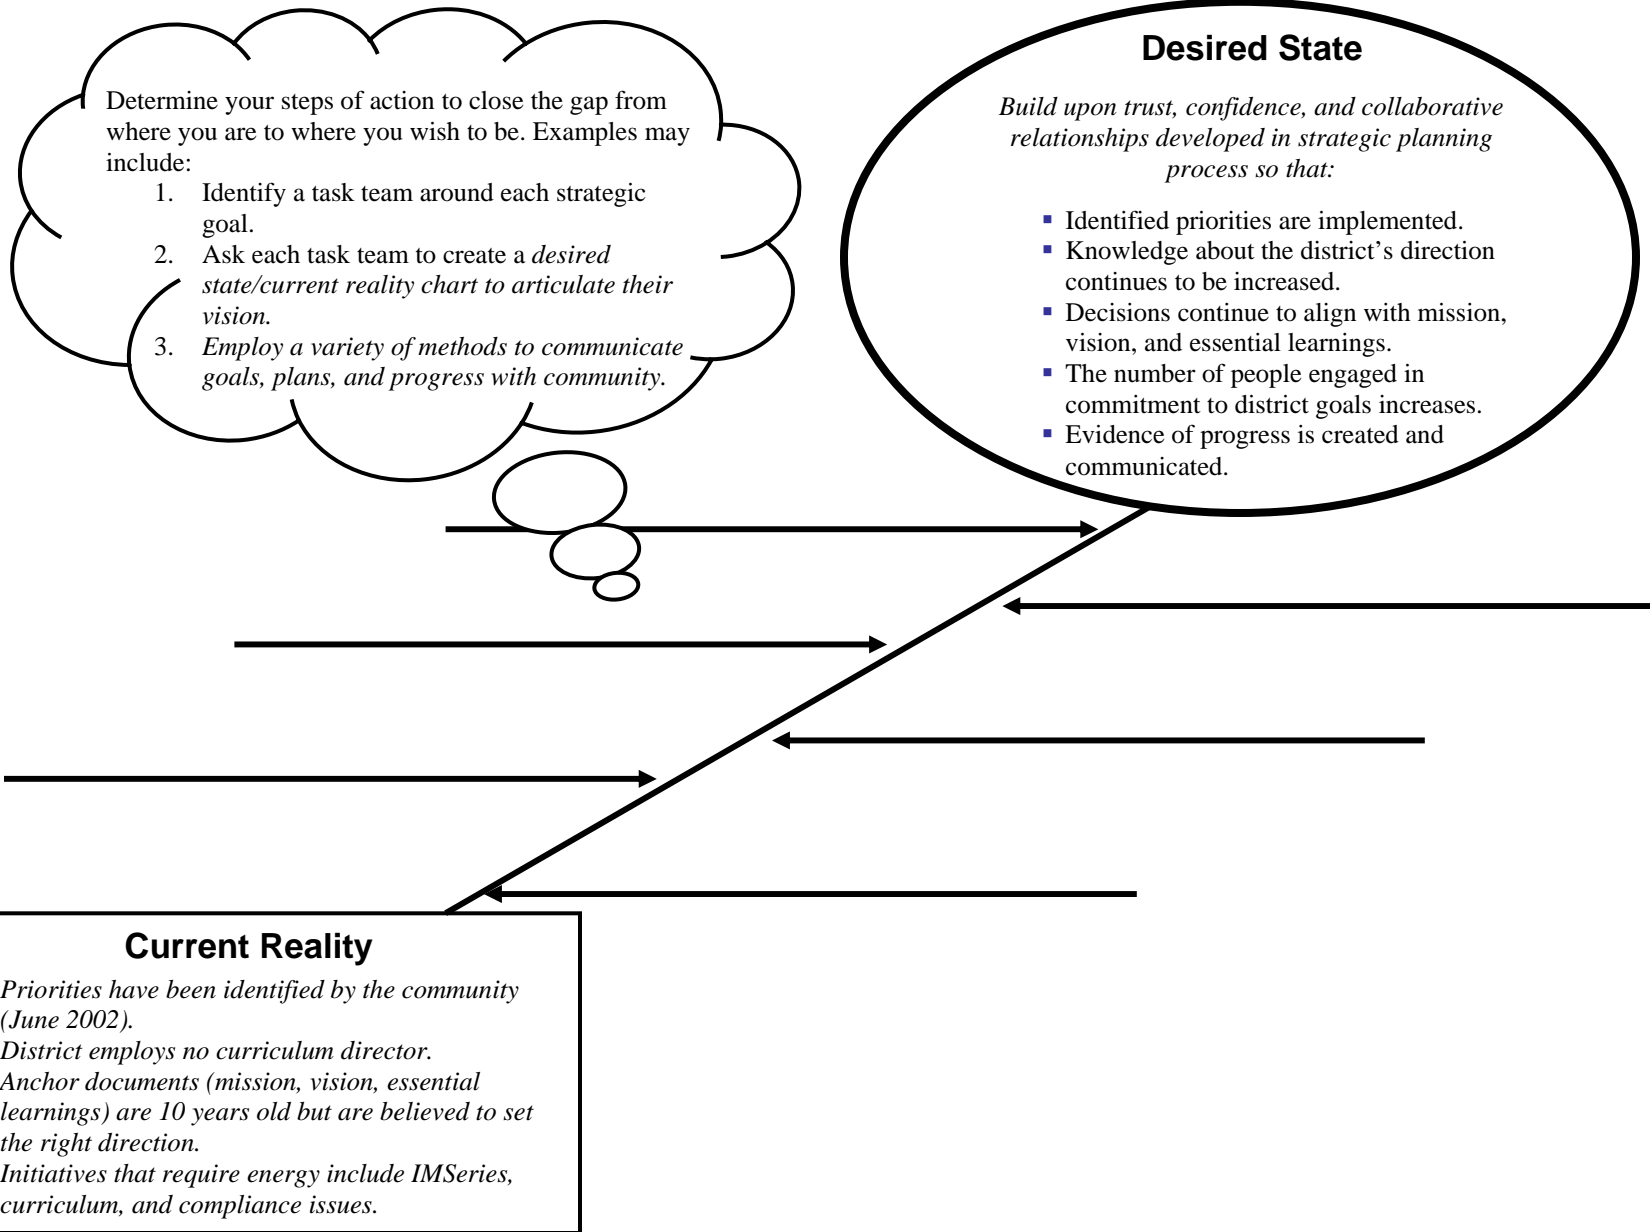 Determine your steps of action to close the gap from
where you are to where you wish to be. Examples may
include:
1. Identify a task team around each strategic
goal.
2. Ask each task team to create a desired
state/current reality chart to articulate their
vision.
3. Employ a variety of methods to communicate
goals, plans, and progress with community.
Desired State
Build upon trust, confidence, and collaborative
relationships developed in strategic planning
process so that:
▪ Identified priorities are implemented.
▪ Knowledge about the district’s direction
continues to be increased.
▪ Decisions continue to align with mission,
vision, and essential learnings.
▪ The number of people engaged in
commitment to district goals increases.
▪ Evidence of progress is created and
communicated.
Current Reality
Priorities have been identified by the community
(June 2002).
District employs no curriculum director.
Anchor documents (mission, vision, essential
learnings) are 10 years old but are believed to set
the right direction.
Initiatives that require energy include IMSeries,
curriculum, and compliance issues.